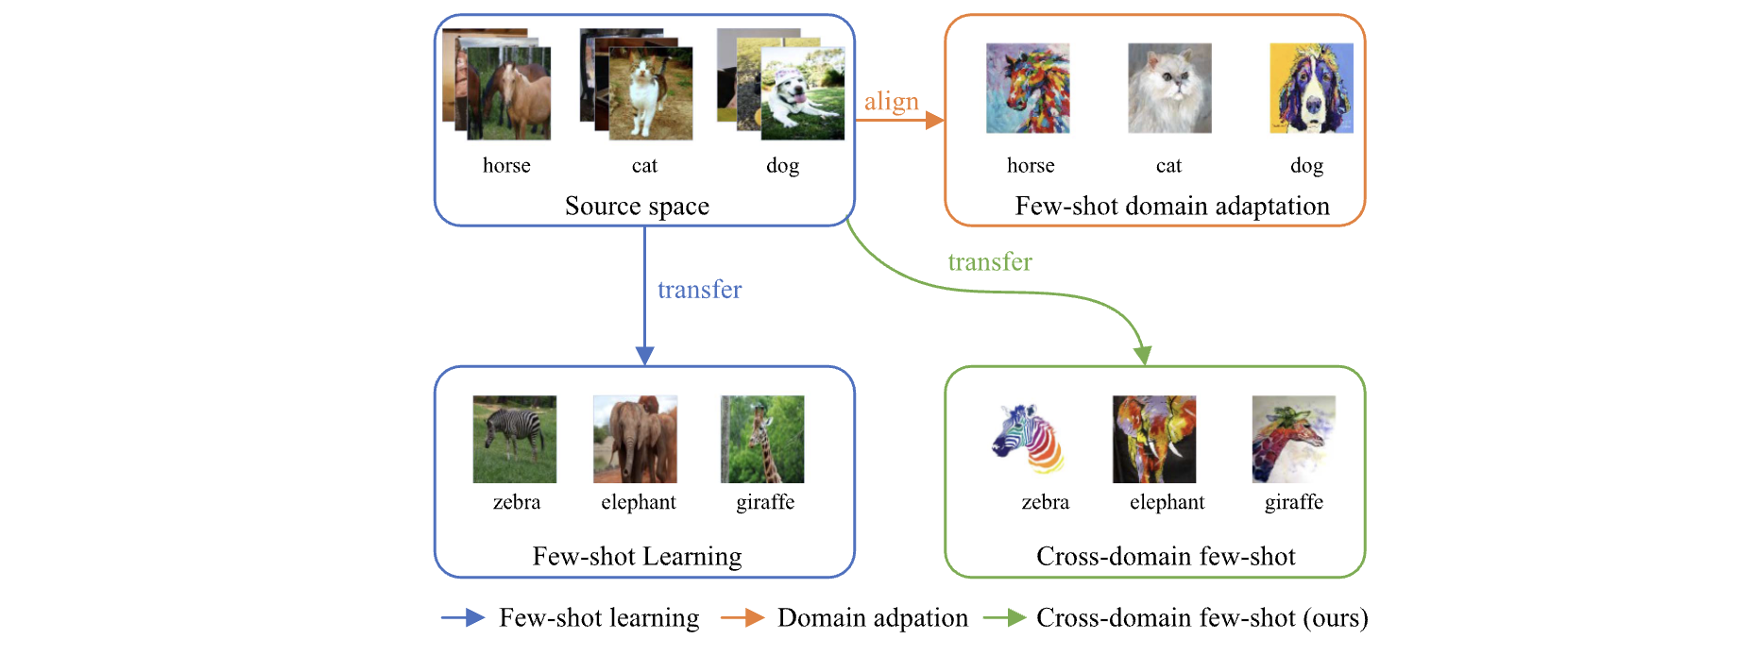 horse cat dog
Source space
align
horse cat dog
Few-shot domain adaptation
transfer
transfer
zebra elephant giraffe
Few-shot Learning
zebra elephant giraffe
Cross-domain few-shot
Few-shot learning Domain adpation Cross-domain few-shot (ours)